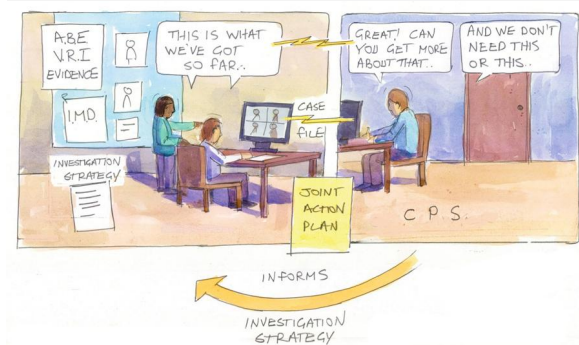 A.B.E
V.R.I
EVIDENCE
I.M.D.
INVESTIGATION
STRATEGY
THIS IS WHAT
WE'VE GOT
SO FAR..
CASE
FILE
GREAT! CAN
YOU GET MORE
ABOUT THAT..
AND WE DON'T
NEED THIS
OR THIS..
JOINT
ACTION
PLAN
C.P.S.
INFORMS
INVESTIGATION
STRATEGY